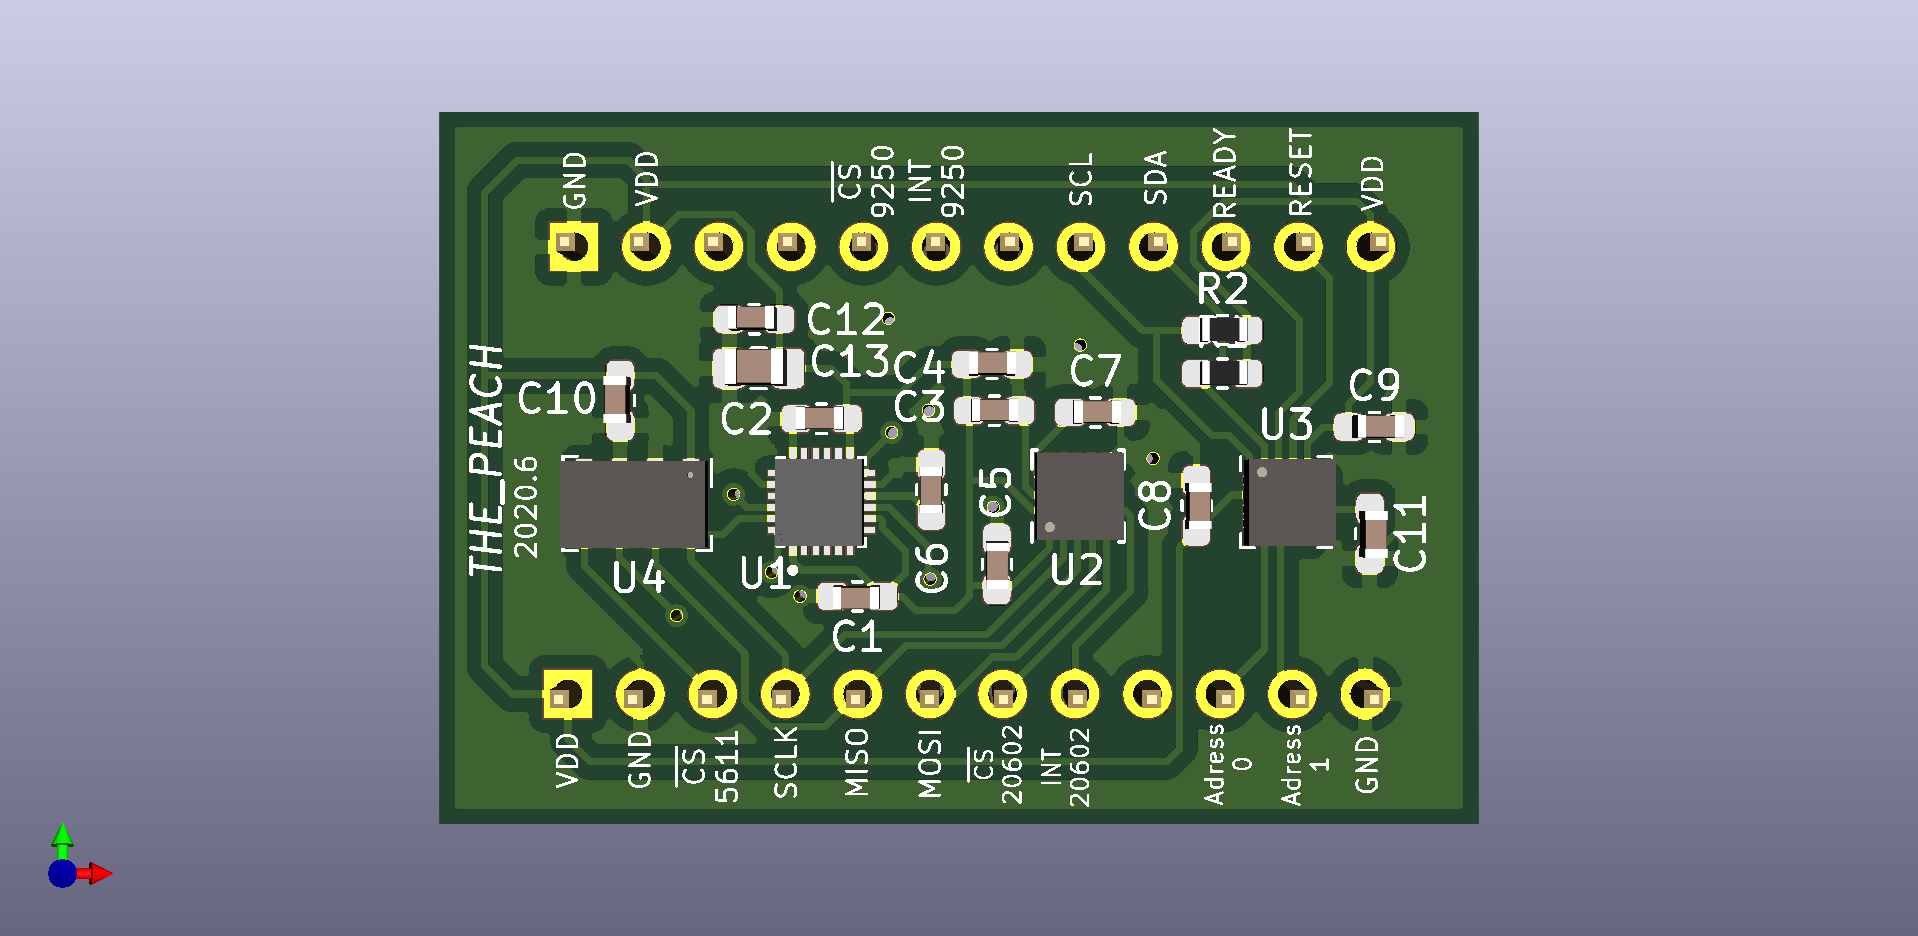 GND
VDD
CS
9250
INT
9250
SCL
SDA
READY
RESET
VDD
R2
C12
C13
C4
C7
C9
C10
C2
C3
U3
THE_PEACH
2020.6
C5
C8
C11
U4
U1
C6
U2
C1
VDD
GND
CS
5611
SCLK
MISO
MOSI
CS
20602
INT
20602
Adress
0
Adress
1
GND